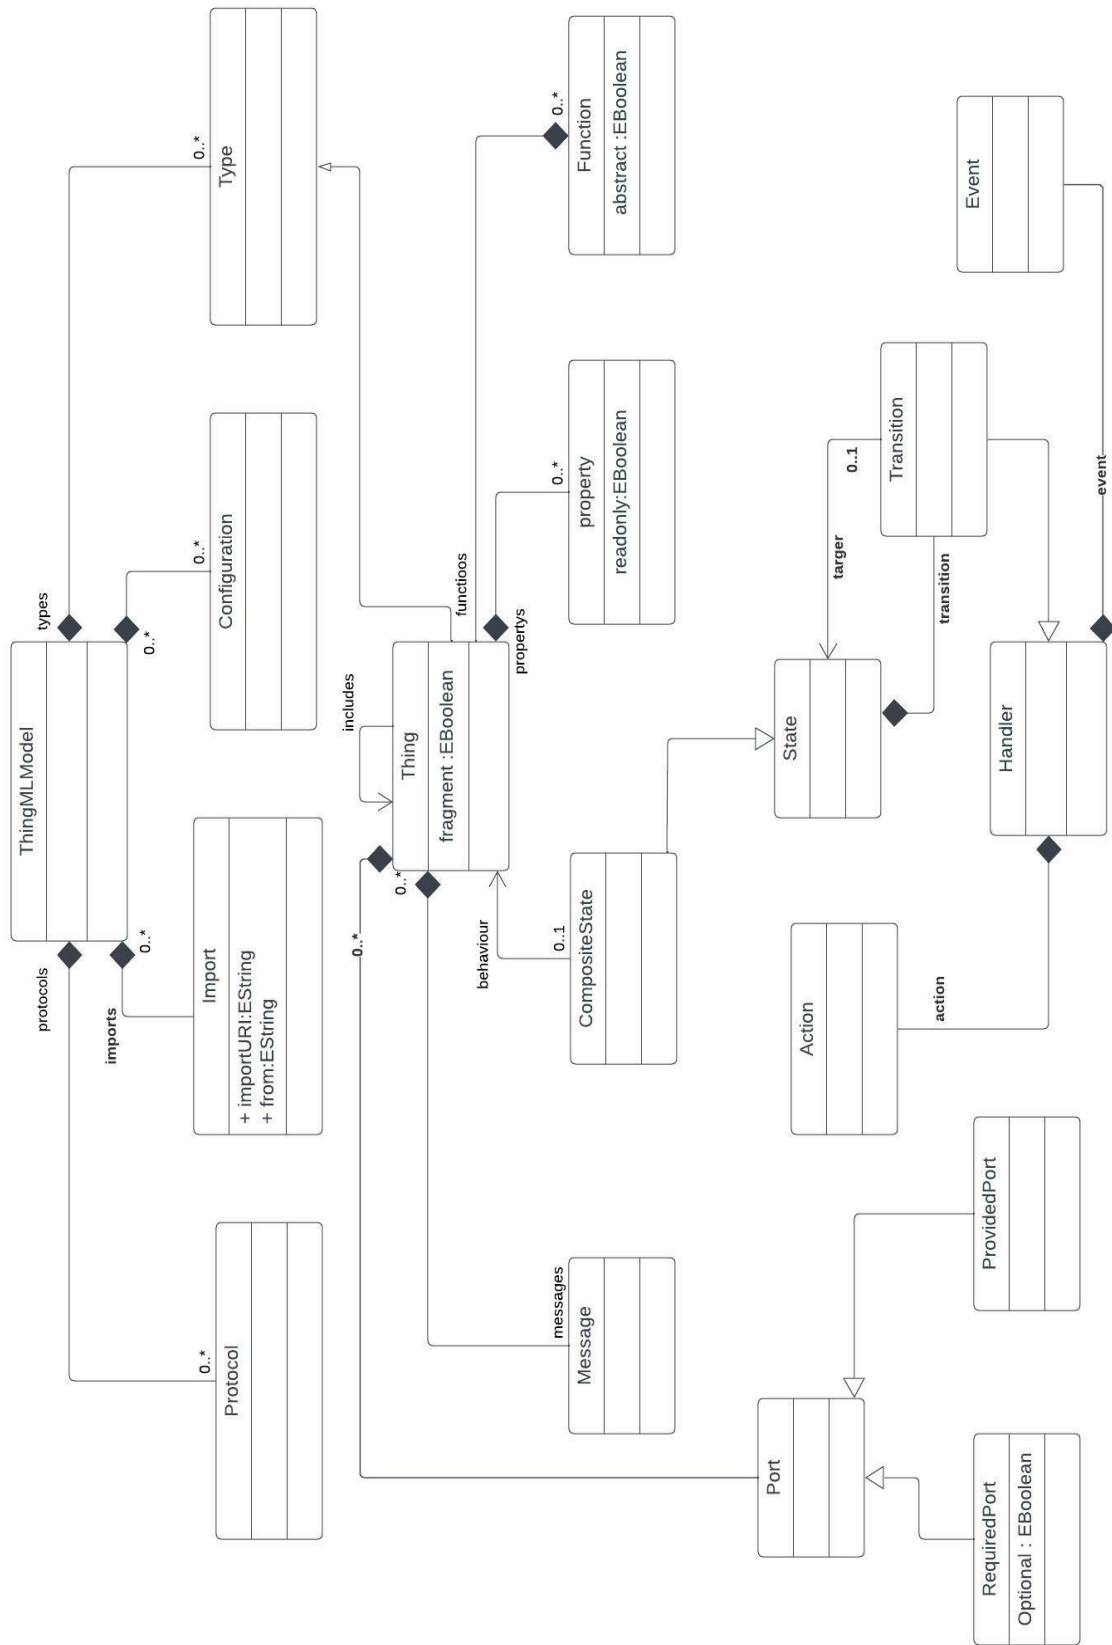 ThingMLModel
protocols
types
imports
0..*
0..*
0..*
0..*
0..*
Protocol
Import
+ importURI:EString
+ from:EString
Configuration
Type
includes
0..*
0..*
Thing
fragment :EBoolean
functioos
propertys
behaviour
messages
0..1
0..*
0..*
Message
CompositeState
property
readonly:EBoolean
Function
abstract :EBoolean
Port
Action
State
targer
0..1
Transition
transition
Event
action
RequiredPort
Optional : EBoolean
ProvidedPort
Handler
event